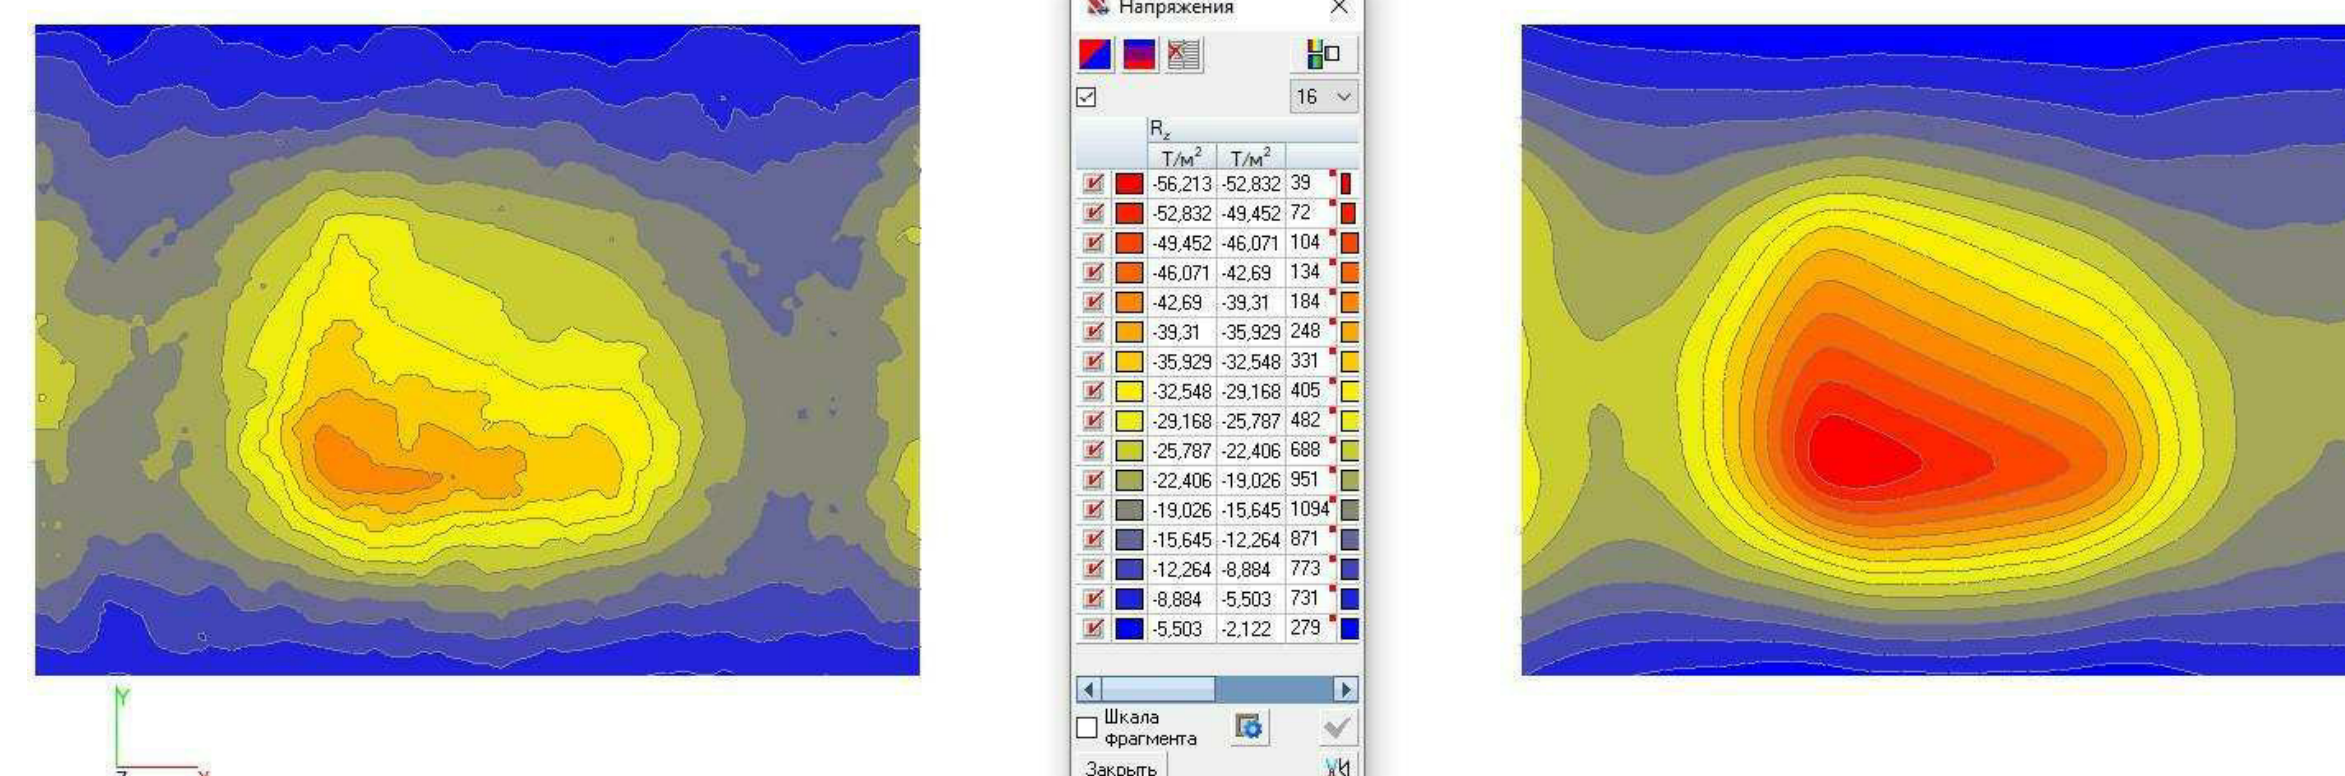 Напряжения
16
Rz
Т/м² Т/м²
-56,213 -52,832 39
-52,832 -49,452 72
-49,452 -46,071 104
-46,071 -42,69 134
-42,69 -39,31 184
-39,31 -35,929 248
-35,929 -32,548 331
-32,548 -29,168 405
-29,168 -25,787 482
-25,787 -22,406 688
-22,406 -19,026 951
-19,026 -15,645 1094
-15,645 -12,264 871
-12,264 -8,884 773
-8,884 -5,503 731
-5,503 -2,122 279
Шкала
фрагмента
Закрыть
Y
Z X